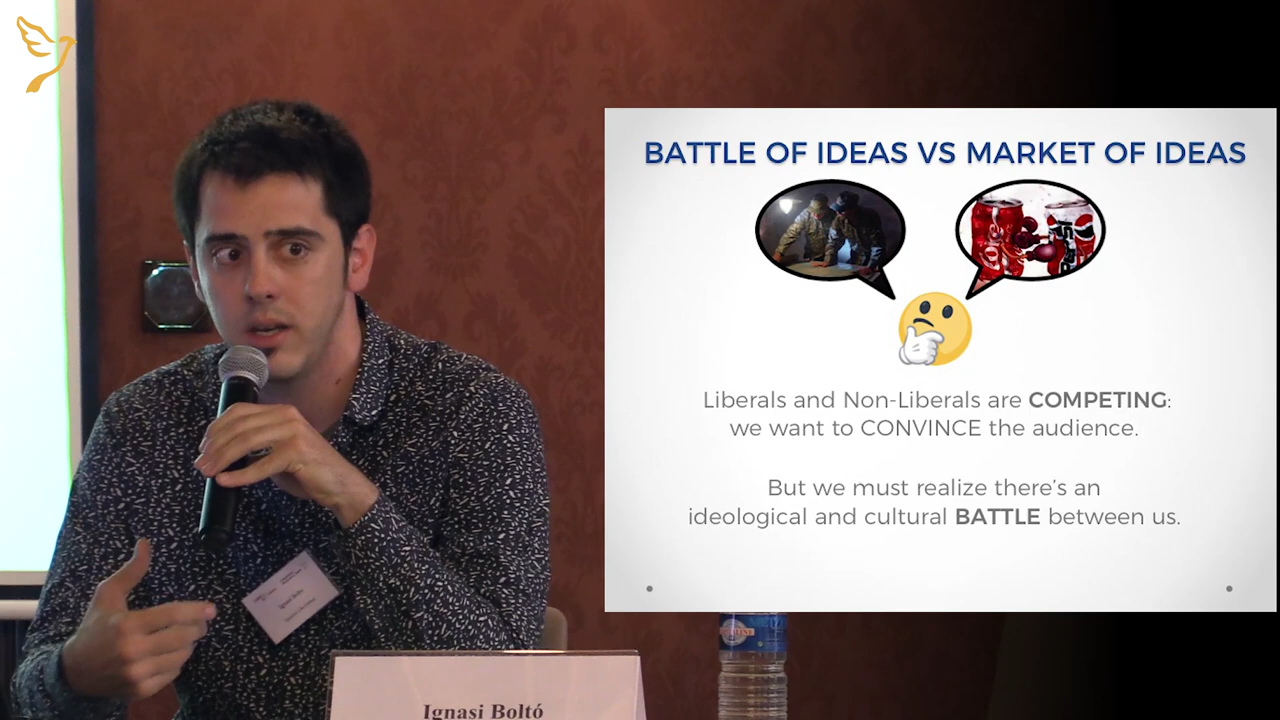 BATTLE OF IDEAS VS MARKET OF IDEAS
Liberals and Non-Liberals are COMPETING:
we want to CONVINCE the audience.
But we must realize there's an
ideological and cultural BATTLE between us.
Ignasi Boltó